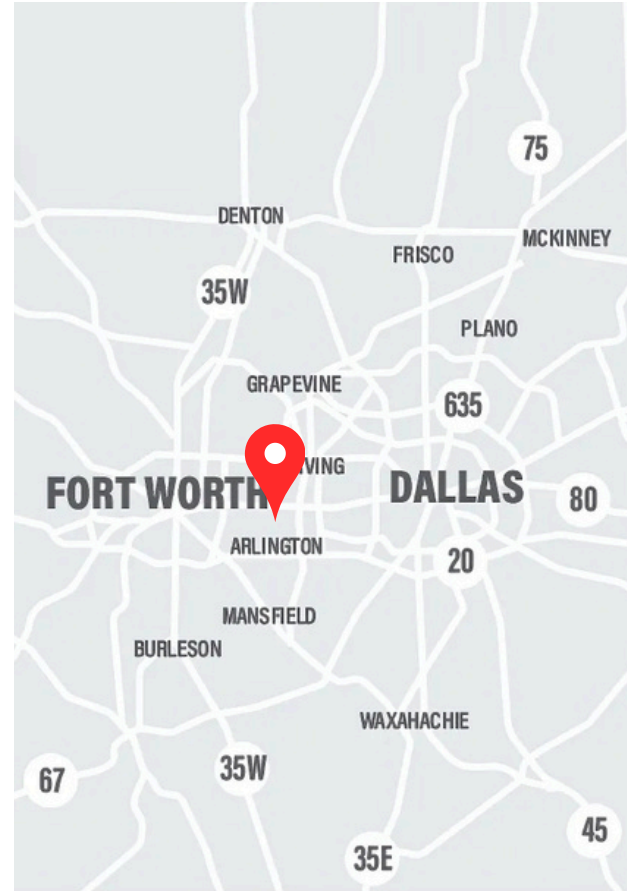 75
DENTON
MCKINNEY
FRISCO
35W
PLANO
GRAPEVINE
635
VING
FORT WORTH
DALLAS
80
ARLINGTON
20
MANSFIELD
BURLESON
WAXAHACHIE
35W
67
45
35E